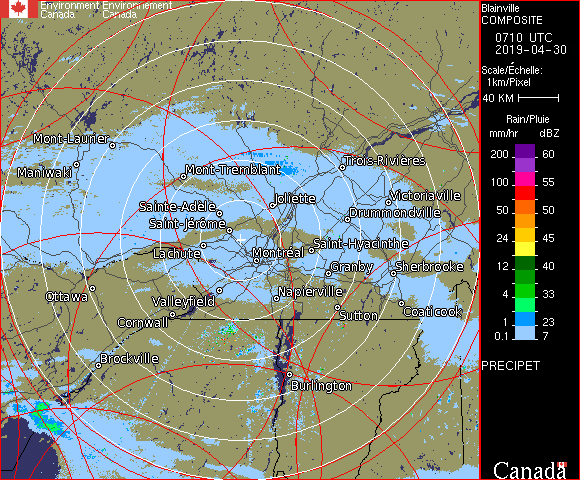 Environment Environnement
Canada Canada
Blainville
COMPOSITE
0710 UTC
2019-04-30
Scale/Échelle:
1km/Pixel
40 KM
Rain/Pluie
mm/hr dBZ
200 60
150 57
100 55
50 50
24 45
12 40
4 33
1 23
0.1 7
PRECIPET
Canada
Mont-Laurier
Maniwaki
Mont-Tremblant
Trois-Rivieres
Joliette
Victoriaville
Sainte-Adele
Drummondville
Saint-Jérôme
Lachute
Montréal
Saint-Hyacinthe
Granby
Sherbrooke
Ottawa
Valleyfield
Napierville
Cornwall
Sutton
Coaticook
Brockville
Burlington